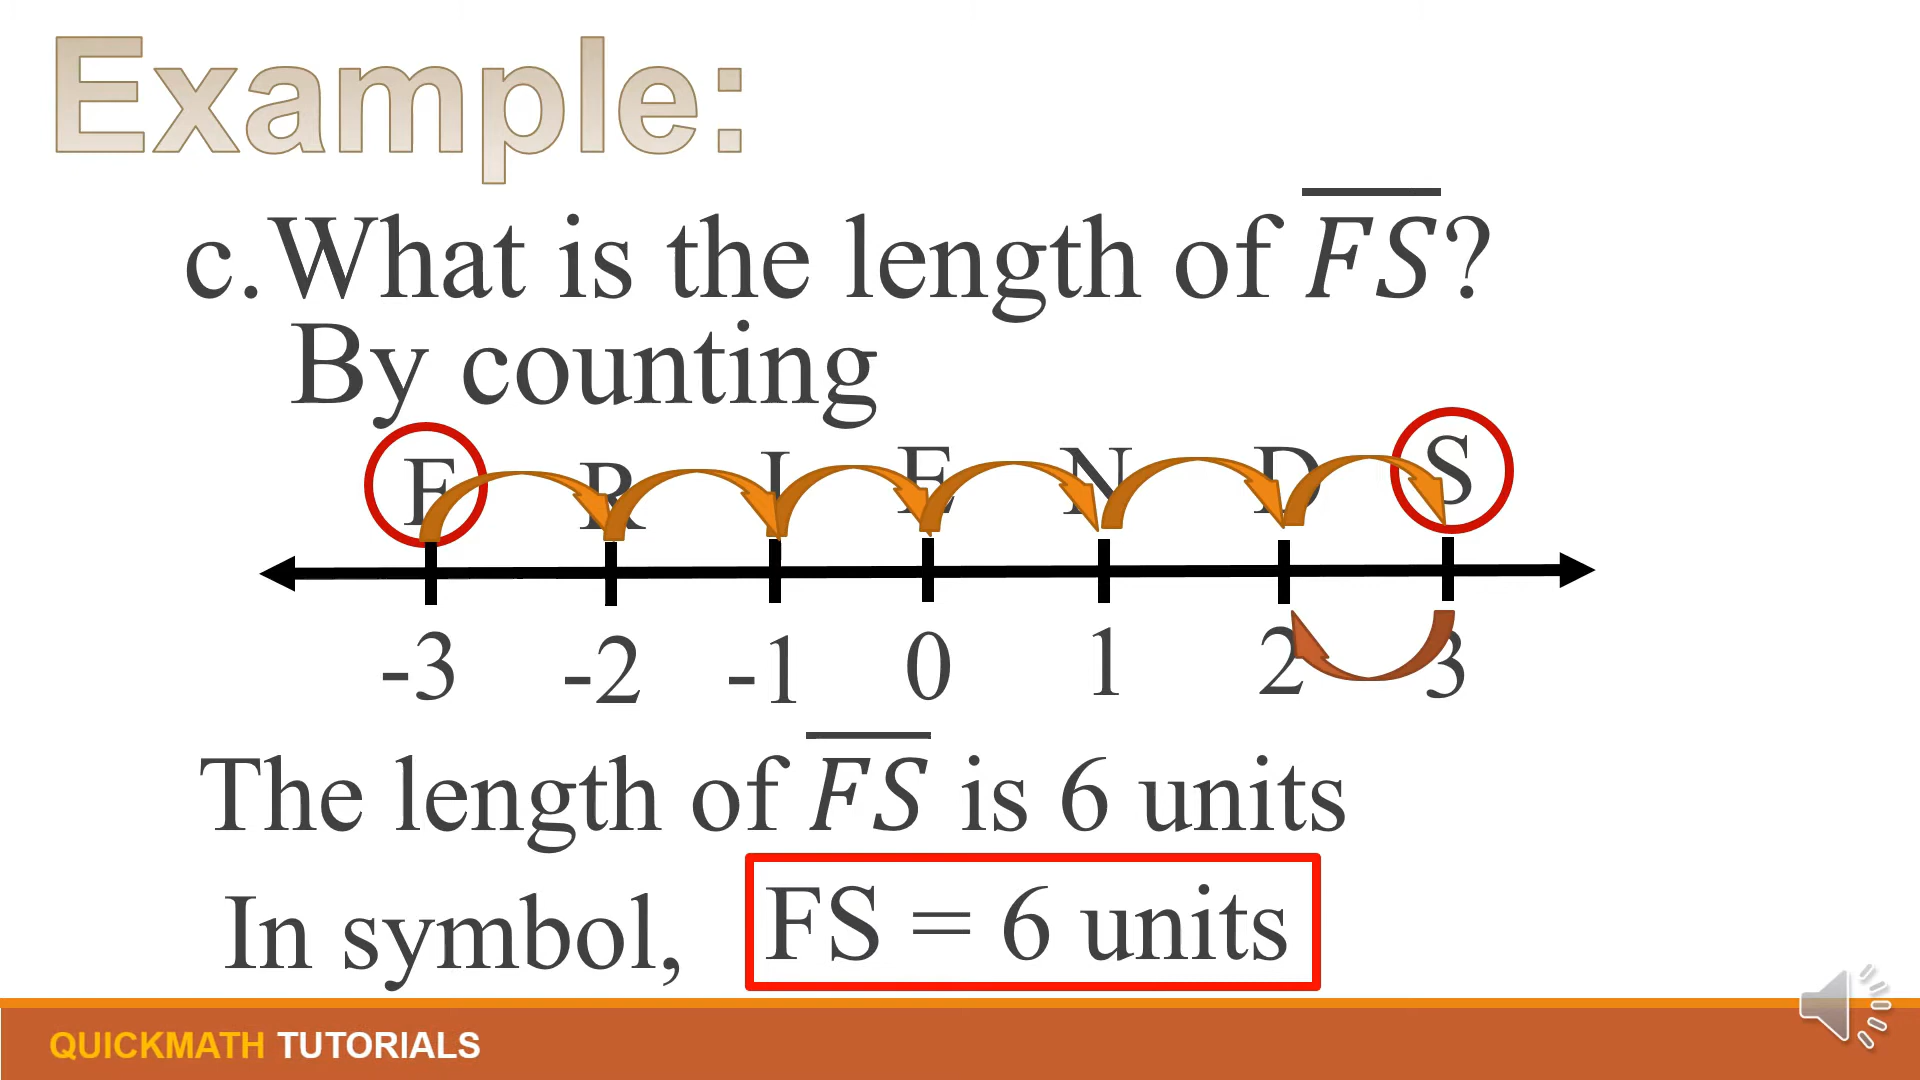 Example:
c. What is the length of FS?
By counting
F R I E N D S
-3 -2 -1 0 1 2 3
The length of FS is 6 units
In symbol, FS = 6 units
QUICKMATH TUTORIALS